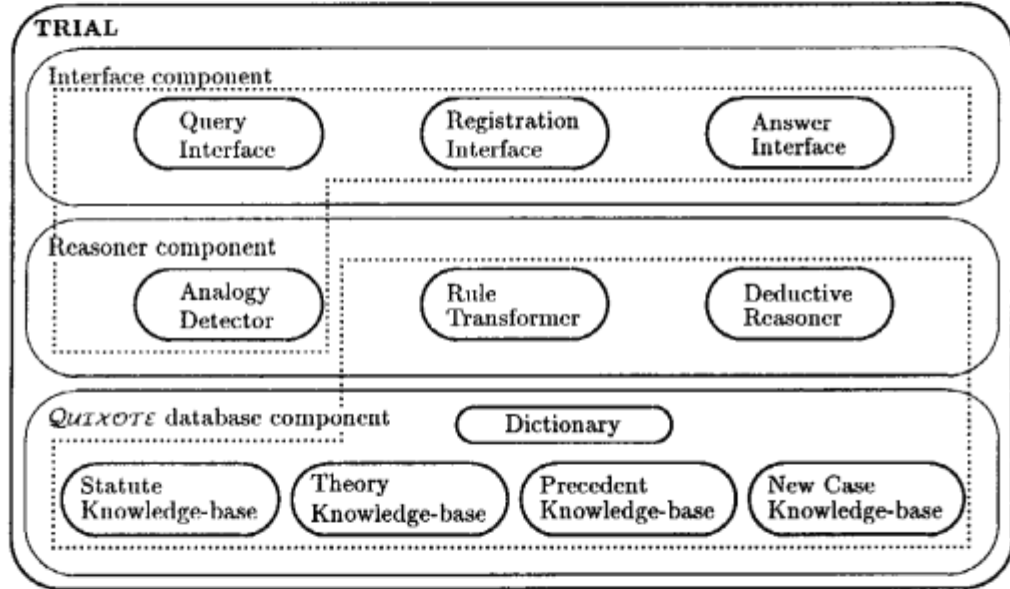 TRIAL
Interface component
Query
Interface
Registration
Interface
Answer
Interface
Reasoner component
Analogy
Detector
Rule
Transformer
Deductive
Reasoner
QUIXOTE database component
Dictionary
Statute
Knowledge-base
Theory
Knowledge-base
Precedent
Knowledge-base
New Case
Knowledge-base